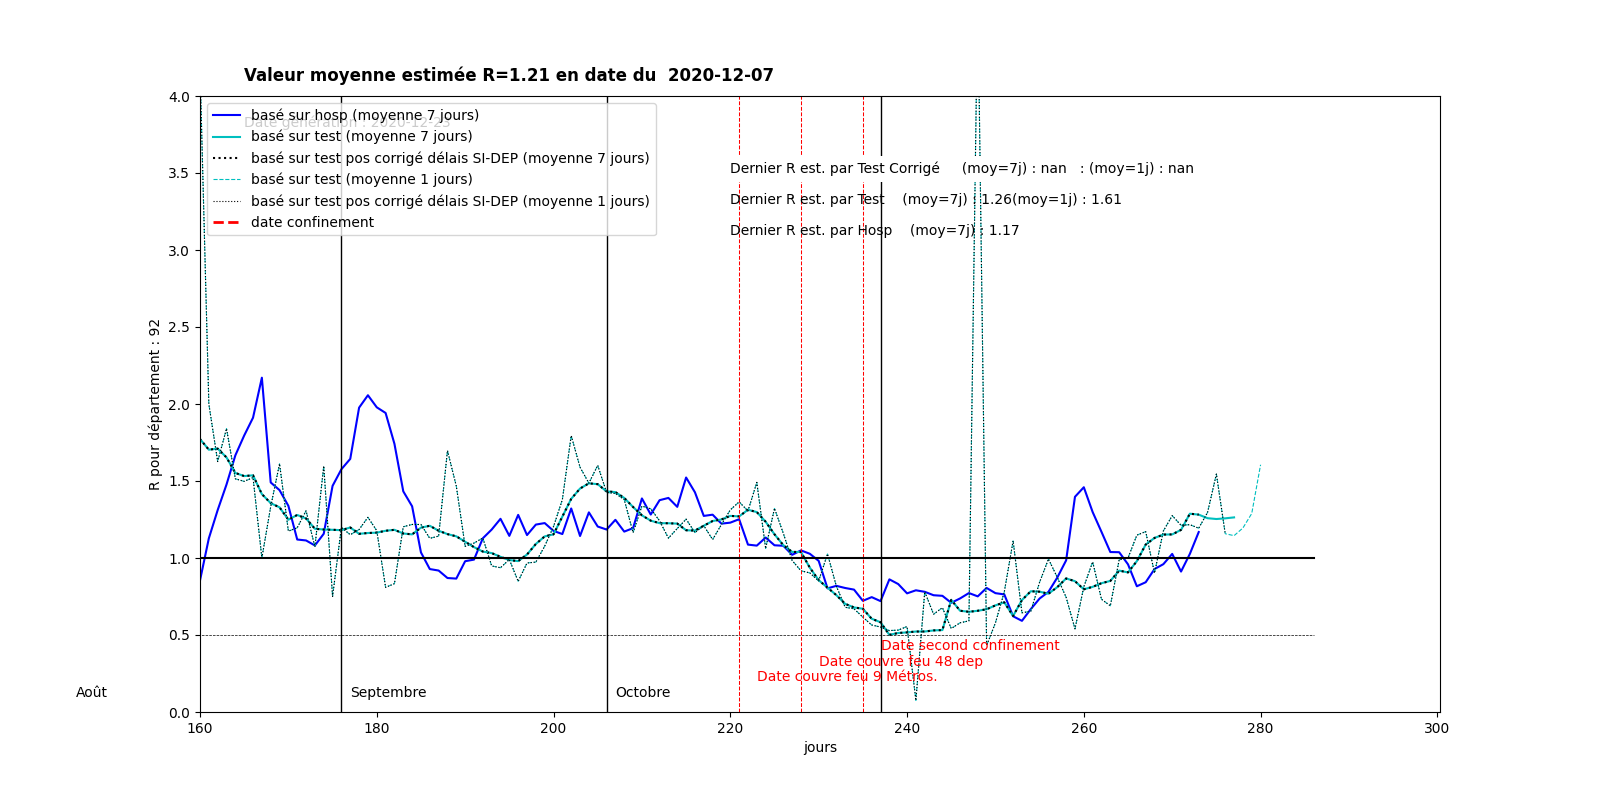 Valeur moyenne estimée R=1.21 en date du  2020-12-07
Date génération : 2020-12-23
basé sur hosp (moyenne 7 jours)
basé sur test (moyenne 7 jours)
basé sur test pos corrigé délais SI-DEP (moyenne 7 jours)
basé sur test (moyenne 1 jours)
basé sur test pos corrigé délais SI-DEP (moyenne 1 jours)
date confinement
Dernier R est. par Test Corrigé     (moy=7j) : nan   : (moy=1j) : nan
Dernier R est. par Test    (moy=7j) : 1.26(moy=1j) : 1.61
Dernier R est. par Hosp    (moy=7j) : 1.17
R pour département : 92
4.0
3.5
3.0
2.5
2.0
1.5
1.0
0.5
0.0
Date second confinement
Date couvre feu 48 dep
Date couvre feu 9 Métros.
Août
Septembre
Octobre
160 180 200 220 240 260 280 300
jours